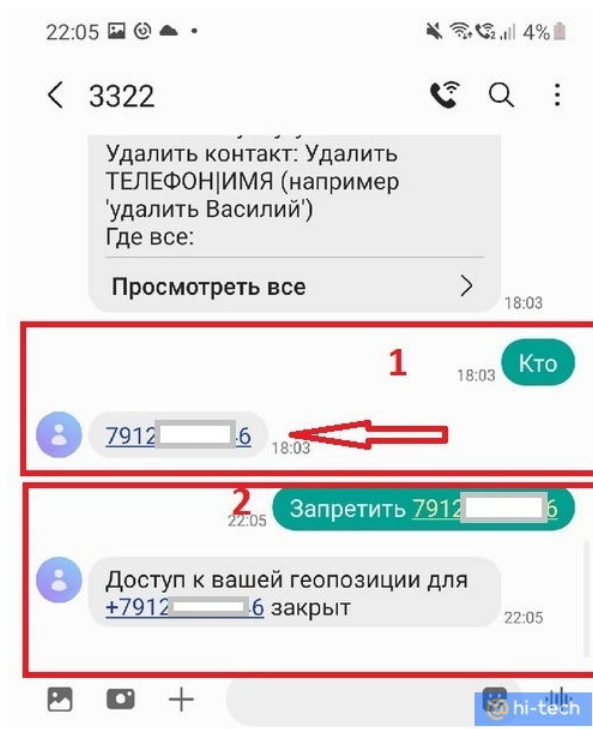 22:05 4%
3322
Удалить контакт: Удалить
ТЕЛЕФОН|ИМЯ (например
'удалить Василий')
Где все:
Просмотреть все
18:03
1
18:03 Кто
7912 6
18:03
2
22:05 Запретить 7912 6
Доступ к вашей геопозиции для
+7912 46 закрыт
22:05
@ hi-tech